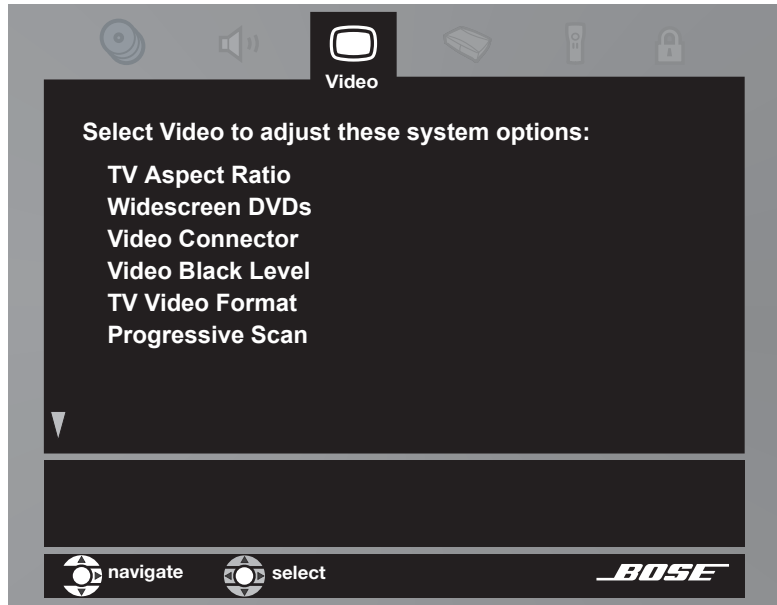 Video
Select Video to adjust these system options:
TV Aspect Ratio
Widescreen DVDs
Video Connector
Video Black Level
TV Video Format
Progressive Scan
navigate select BOSE